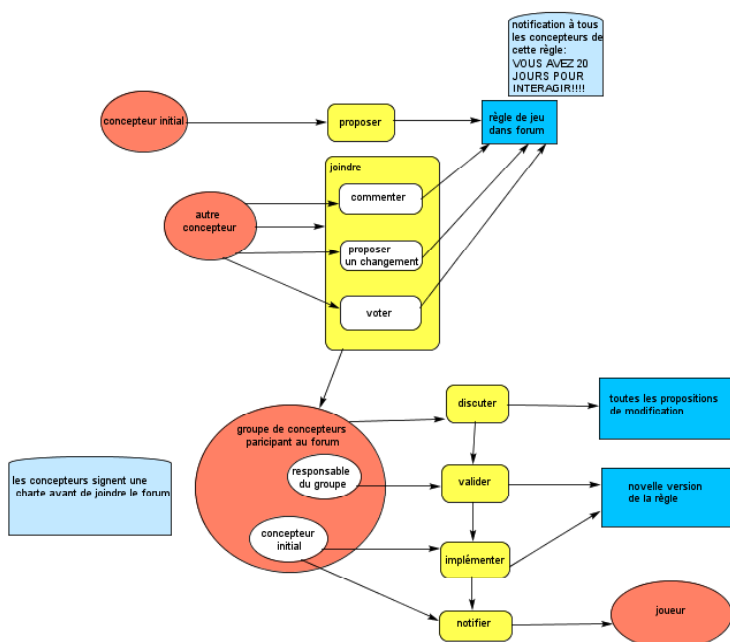 notification à tous
les concepteurs de
cette règle:
VOUS AVEZ 20
JOURS POUR
INTERAGIR!!!!
concepteur initial
proposer
règle de jeu
dans forum
joindre
commenter
autre
concepteur
proposer
un changement
voter
discuter
toutes les propositions
de modification
groupe de concepteurs
paricipant au forum
responsable
du groupe
valider
novelle version
de la règle
les concepteurs signent une
charte avant de joindre le forum
concepteur
initial
implémenter
notifier
joueur